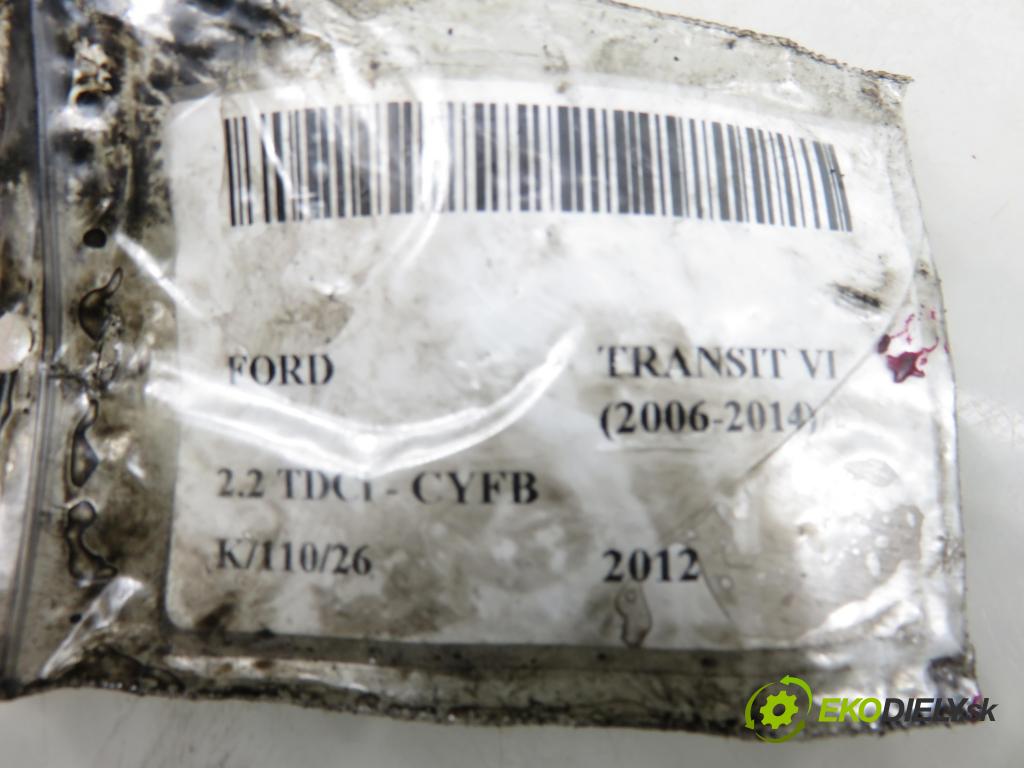 FORD TRANSIT VI
(2006-2014)
2.2 TDCI - CYFB
K/110/26 2012
EKODIELY.sk